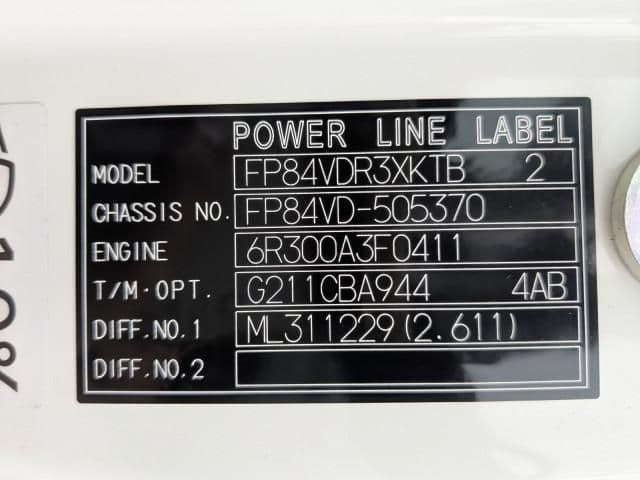 POWER LINE LABEL
MODEL FP84VDR3XKTB 2
CHASSIS NO. FP84VD-505370
ENGINE 6R300A3F0411
T/M·OPT. G211CBA944 4AB
DIFF.NO.1 ML311229(2.611)
DIFF.NO.2